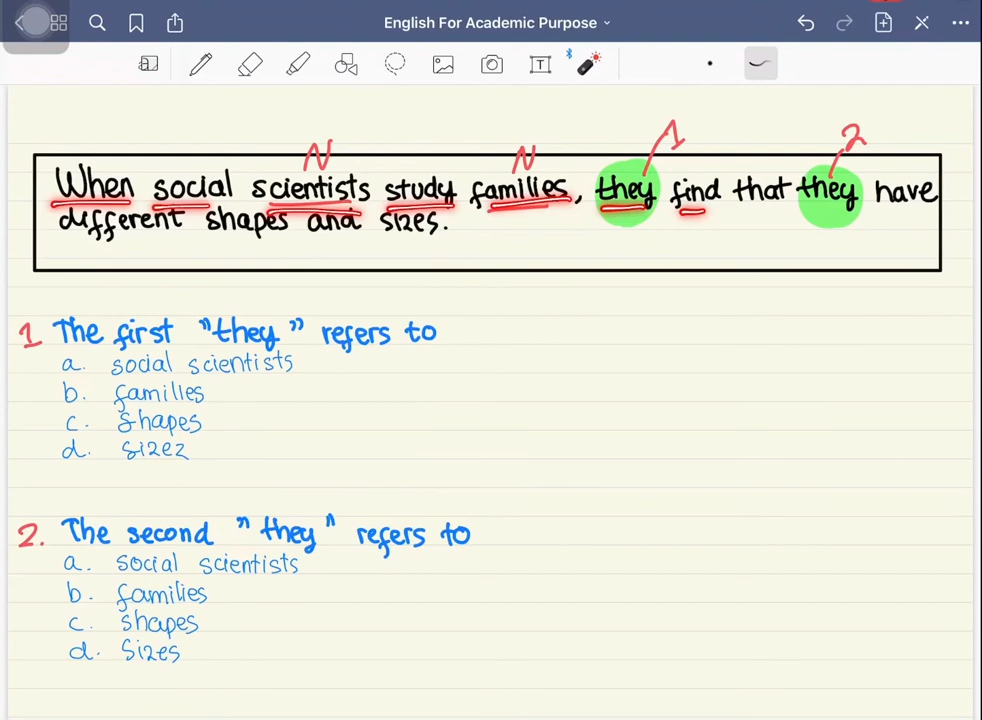 English For Academic Purpose
N N 1 2
When social scientists study families, they find that they have
different shapes and sizes.
1 The first "they" refers to
a. social scientists
b. families
c. shapes
d. sizez
2. The second "they" refers to
a. social scientists
b. families
c. shapes
d. sizes